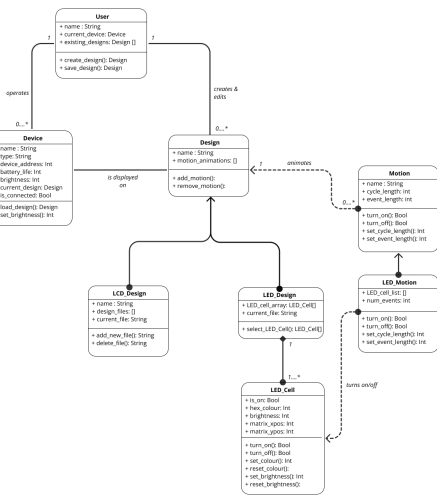 User
+ name : String
+ current_device: Device
+ existing_designs: Design []
+ create_design(): Design
+ save_design(): Design
1
1
operates
creates &
edits
0....*
0....*
Device
name : String
type: String
device_address: Int
battery_life: Int
brightness: Int
current_design: Design
is_connected: Bool
load_design(): Design
set_brightness(): Int
is displayed
on
Design
+ name : String
+ motion_animations: []
+ add_motion():
+ remove_motion():
1
animates
0....*
Motion
+ name : String
+ cycle_length: int
+ event_length: int
+ turn_on(): Bool
+ turn_off(): Bool
+ set_cycle_length(): Int
+ set_event_length(): Int
LCD_Design
+ name : String
+ design_files: []
+ current_file: String
+ add_new_file(): String
+ delete_file(): String
LED_Design
+ LED_cell_array: LED_Cell[]
+ current_file: String
+ select_LED_Cell(): LED_Cell[]
1
1....*
LED_Motion
+ LED_cell_list: []
+ num_events: int
+ turn_on(): Bool
+ turn_off(): Bool
+ set_cycle_length(): Int
+ set_event_length(): Int
turns on/off
LED_Cell
+ is_on: Bool
+ hex_colour: Int
+ brightness: Int
+ matrix_xpos: Int
+ matrix_ypos: Int
+ turn_on(): Bool
+ turn_off(): Bool
+ set_colour(): Int
+ reset_colour():
+ set_brightness(): Int
+ reset_brightness():